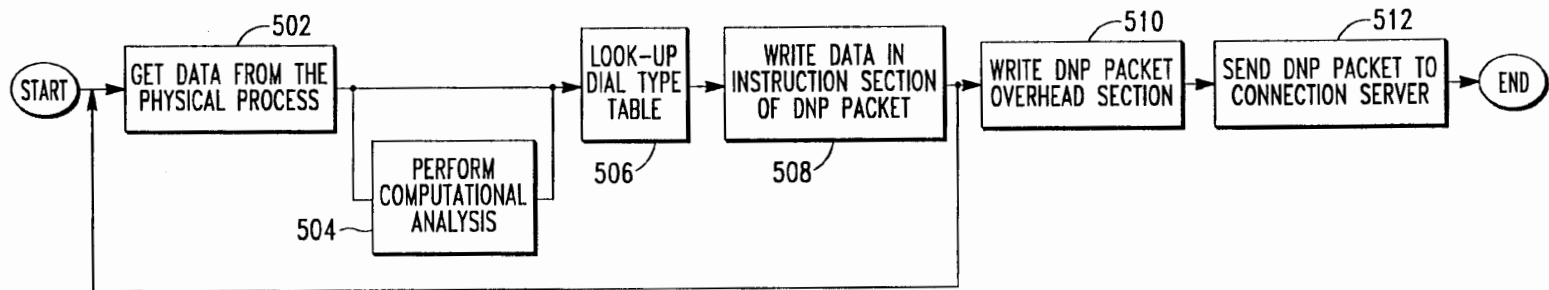 502
510
512
START
GET DATA FROM THE
PHYSICAL PROCESS
LOOK-UP
DIAL TYPE
TABLE
WRITE DATA IN
INSTRUCTION SECTION
OF DNP PACKET
WRITE DNP PACKET
OVERHEAD SECTION
SEND DNP PACKET TO
CONNECTION SERVER
END
506
508
PERFORM
COMPUTATIONAL
ANALYSIS
504